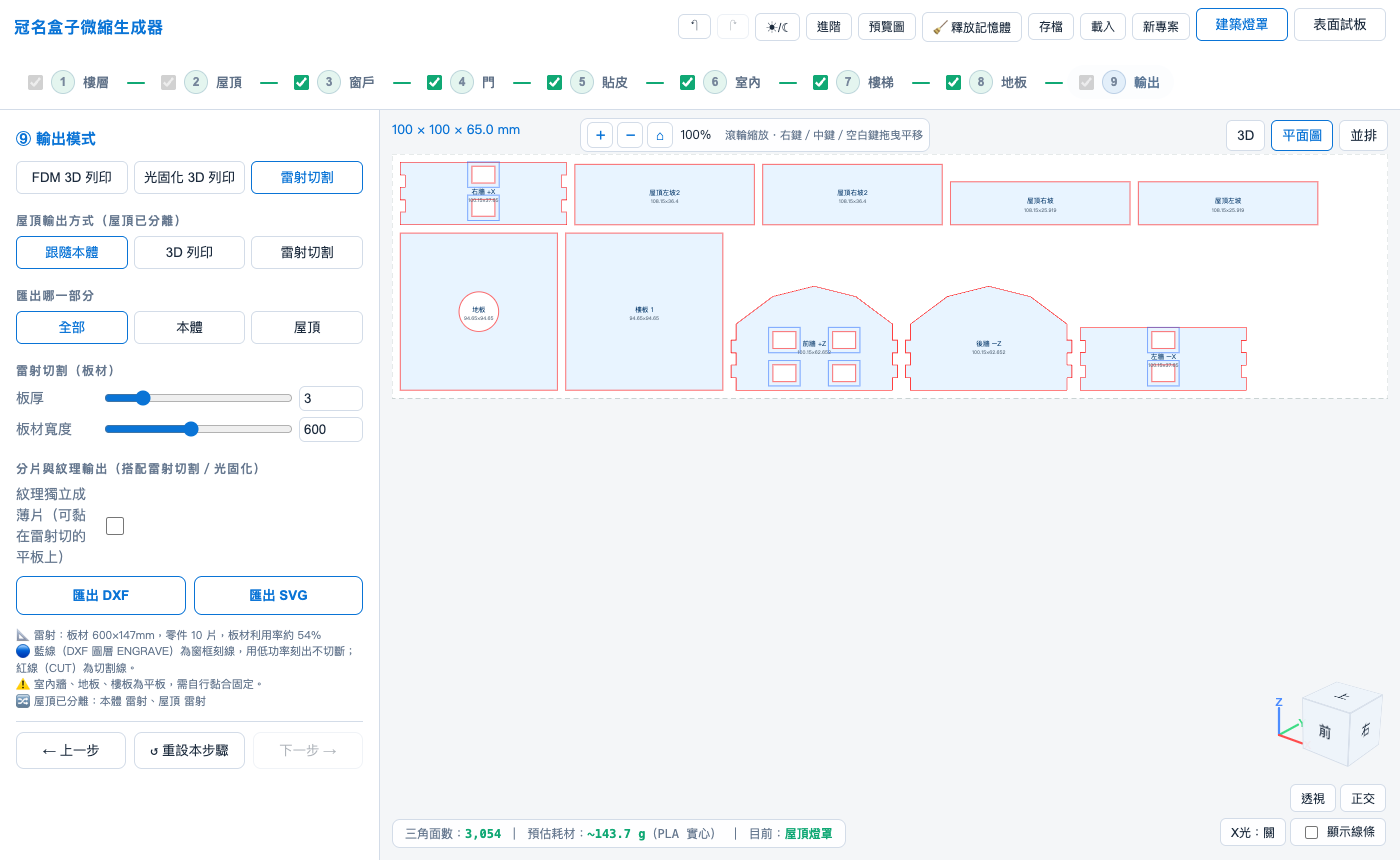 冠名盒子微縮生成器
☀/☾ 進階 預覽圖 🧹 釋放記憶體 存檔 載入 新專案 建築燈罩 表面試板
1 樓層 2 屋頂 3 窗戶 4 門 5 貼皮 6 室內 7 樓梯 8 地板 9 輸出
⑨ 輸出模式
FDM 3D 列印 光固化 3D 列印 雷射切割
屋頂輸出方式（屋頂已分離）
跟隨本體 3D 列印 雷射切割
匯出哪一部分
全部 本體 屋頂
雷射切割（板材）
板厚 3
板材寬度 600
分片與紋理輸出（搭配雷射切割 / 光固化）
紋理獨立成
薄片（可黏
在雷射切的
平板上）
匯出 DXF 匯出 SVG
📐 雷射：板材 600×147mm，零件 10 片，板材利用率約 54%
🔵 藍線（DXF 圖層 ENGRAVE）為窗框刻線，用低功率刻出不切斷；
紅線（CUT）為切割線。
⚠️ 室內牆、地板、樓板為平板，需自行黏合固定。
🔀 屋頂已分離：本體 雷射、屋頂 雷射
← 上一步 ↺ 重設本步驟 下一步 →
100 × 100 × 65.0 mm
+ − ⌂ 100% 滾輪縮放・右鍵 / 中鍵 / 空白鍵拖曳平移
3D 平面圖 並排
右牆 +X
屋頂左坡2
108.15x36.4
屋頂右坡2
108.15x36.4
屋頂右坡
108.15x25.919
屋頂左坡
108.15x25.919
地板
94.65x94.65
樓板 1
94.65x94.65
前牆 +Z
100.15x62.652
後牆 −Z
100.15x62.652
左牆 −X
Z
前
右
上
透視 正交
X光：關 顯示線條
三角面數：3,054 | 預估耗材：~143.7 g (PLA 實心) | 目前：屋頂燈罩